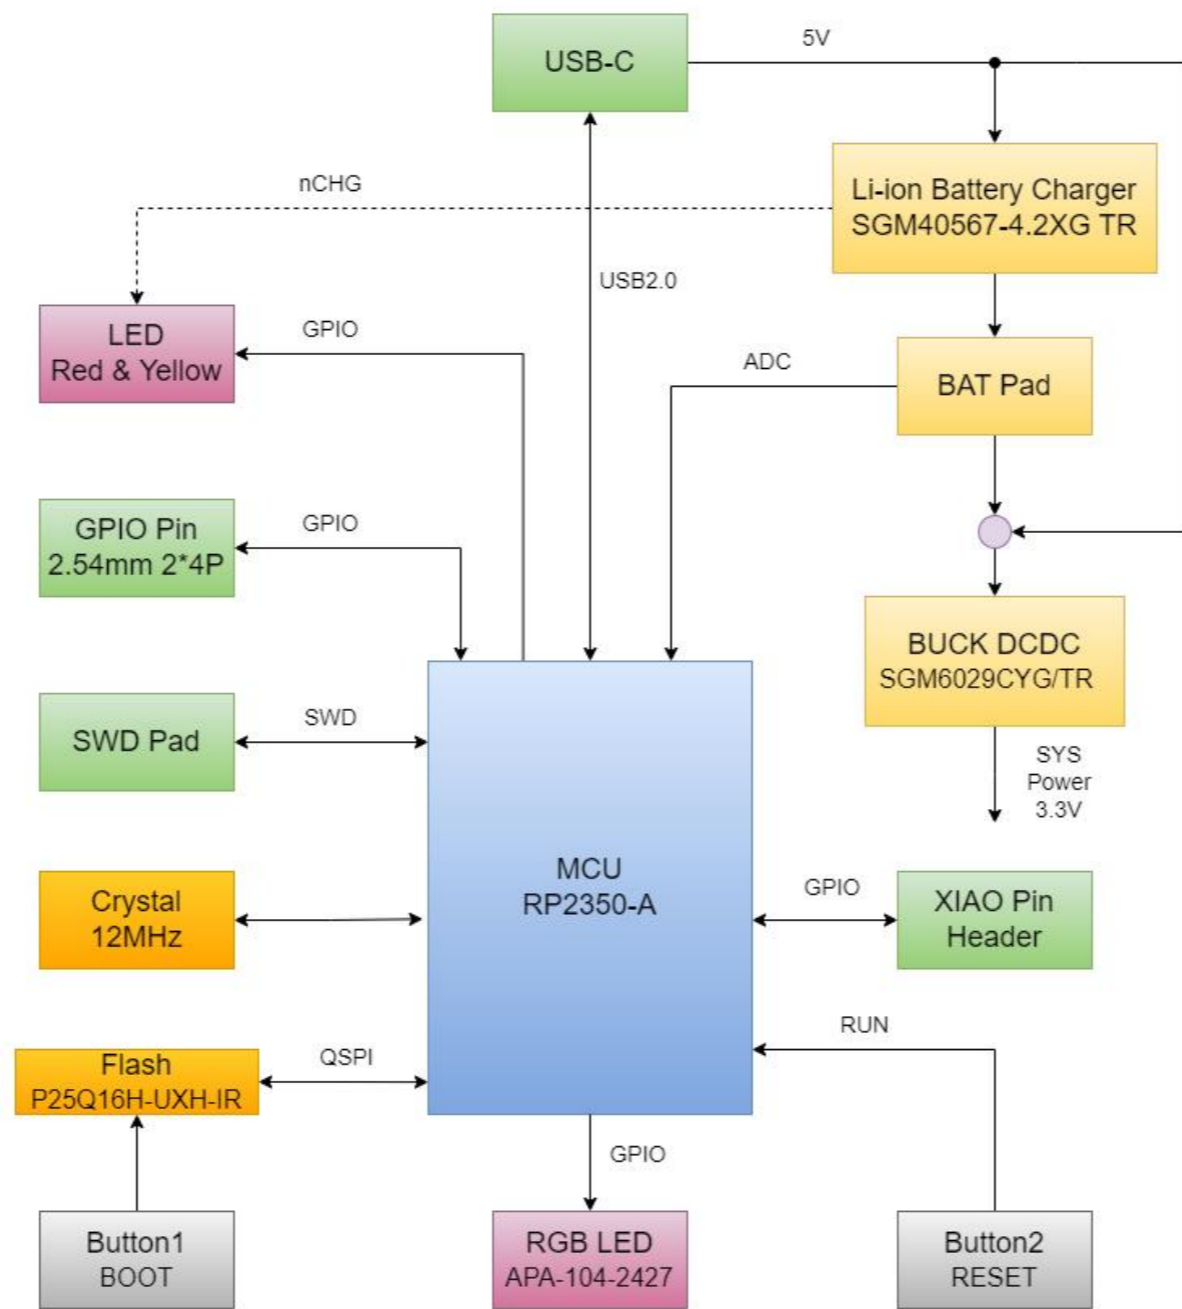 USB-C
5V
Li-ion Battery Charger
SGM40567-4.2XG TR
nCHG
USB2.0
LED
Red & Yellow
GPIO
ADC
BAT Pad
GPIO Pin
2.54mm 2*4P
GPIO
BUCK DCDC
SGM6029CYG/TR
SWD Pad
SWD
SYS
Power
3.3V
MCU
RP2350-A
Crystal
12MHz
GPIO
XIAO Pin
Header
Flash
P25Q16H-UXH-IR
QSPI
RUN
GPIO
Button1
BOOT
RGB LED
APA-104-2427
Button2
RESET